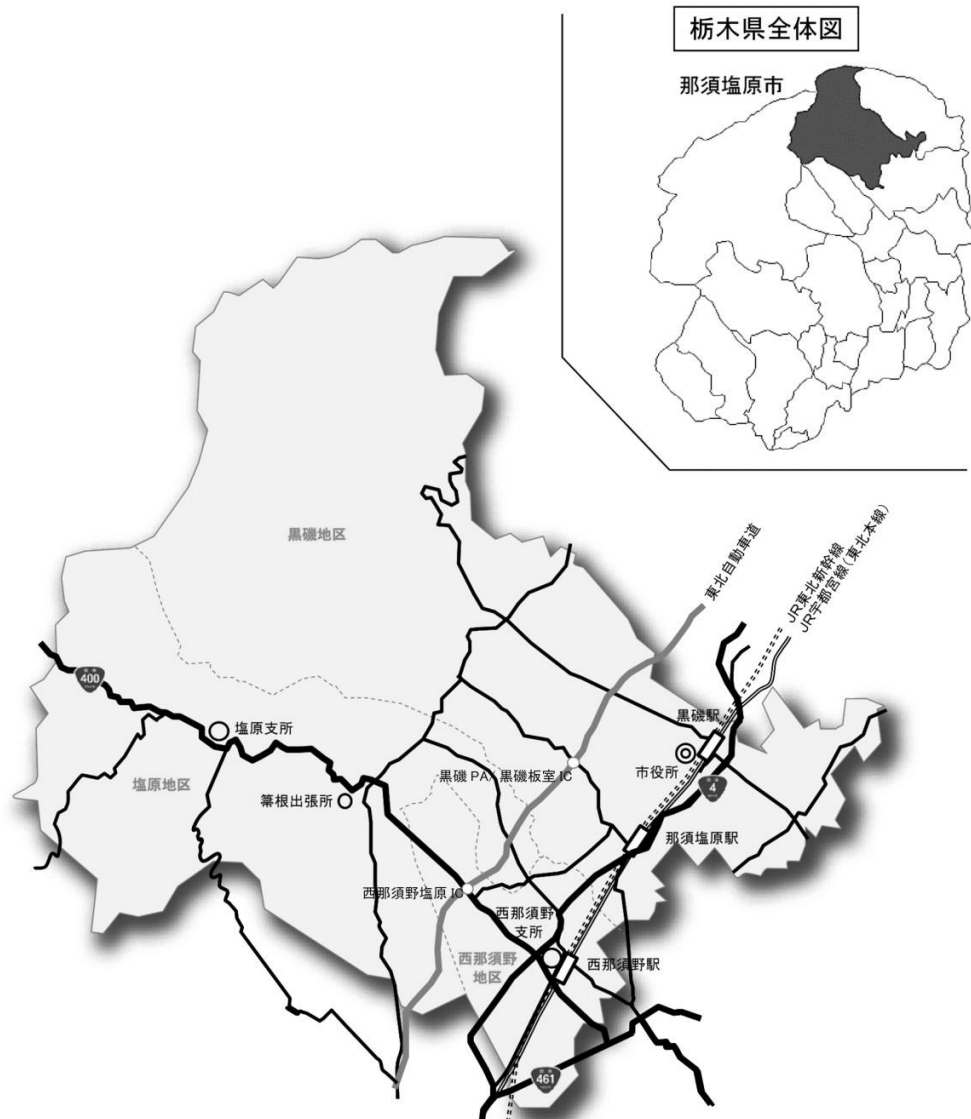 栃木県全体図
那須塩原市
黒磯地区
東北自動車道
JR東北新幹線
JR宇都宮線(東北本線)
400
塩原支所
黒磯駅
塩原地区
黒磯PA/黒磯板室IC
市役所
4
箒根出張所
那須塩原駅
西那須野塩原IC
西那須野
支所
西那須野
地区
西那須野駅
461